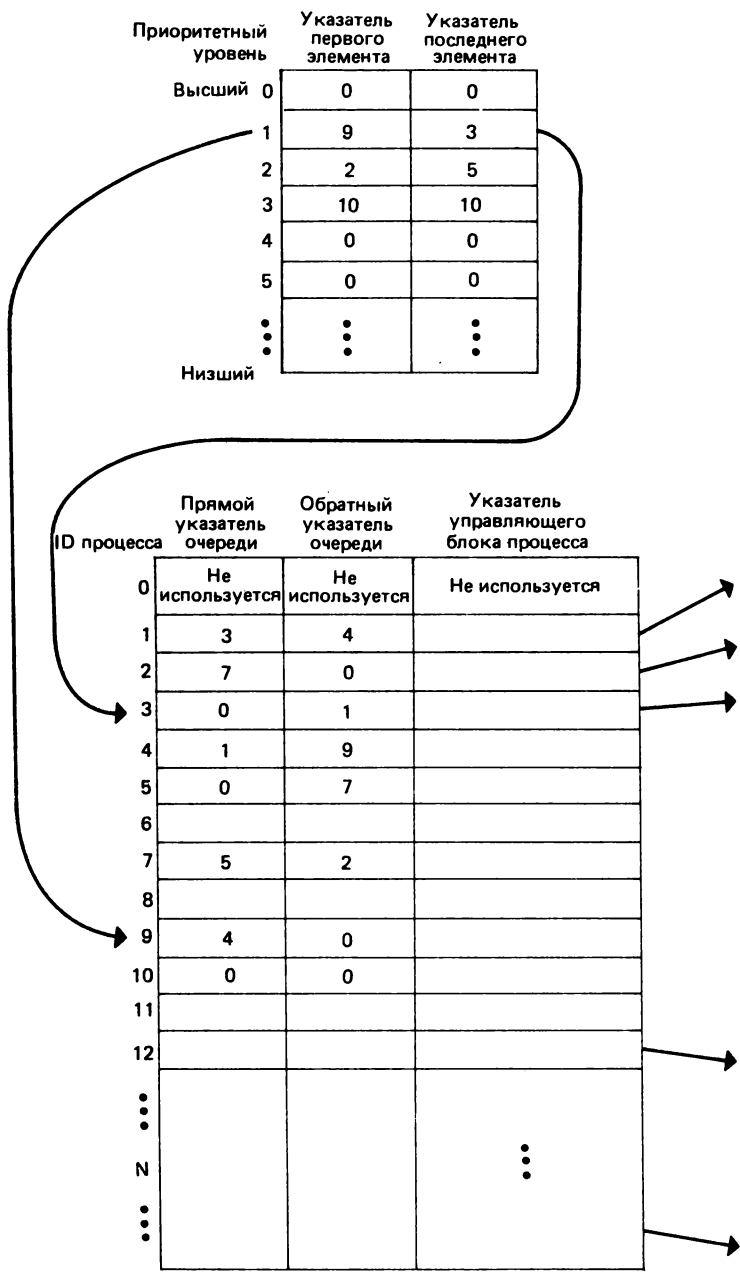 Приоритетный уровень
Указатель первого элемента
Указатель последнего элемента
Высший 0 0 0
1 9 3
2 2 5
3 10 10
4 0 0
5 0 0
Низший
ID процесса
Прямой указатель очереди
Обратный указатель очереди
Указатель управляющего блока процесса
0 Не используется Не используется Не используется
1 3 4
2 7 0
3 0 1
4 1 9
5 0 7
6
7 5 2
8
9 4 0
10 0 0
11
12
N